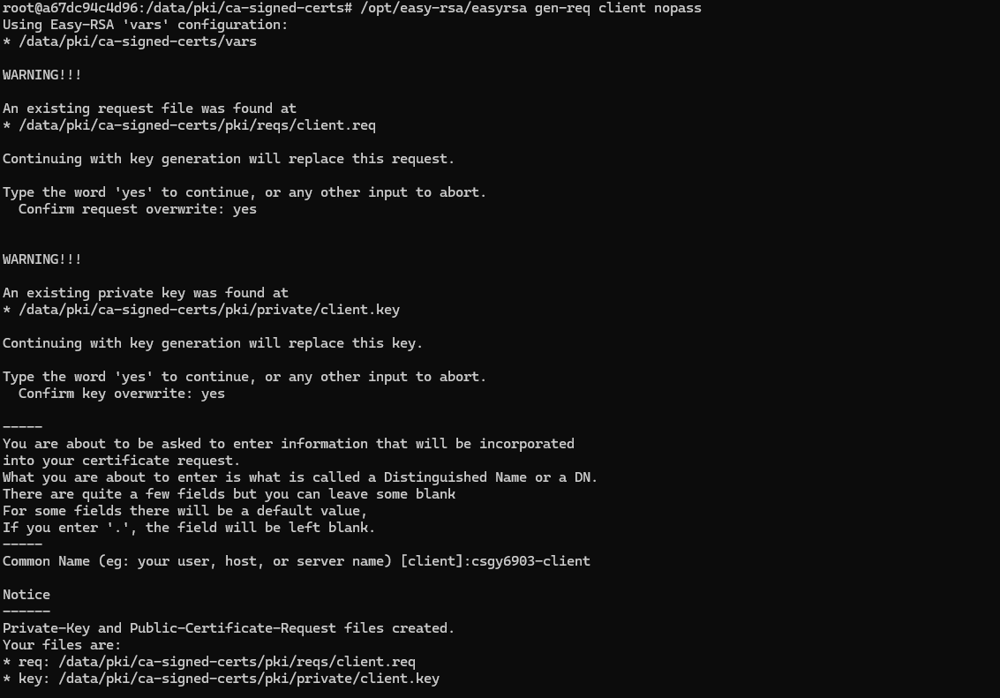 root@a67dc94c4d96:/data/pki/ca-signed-certs# /opt/easy-rsa/easyrsa gen-req client nopass
Using Easy-RSA 'vars' configuration:
* /data/pki/ca-signed-certs/vars
WARNING!!!
An existing request file was found at
* /data/pki/ca-signed-certs/pki/reqs/client.req
Continuing with key generation will replace this request.
Type the word 'yes' to continue, or any other input to abort.
  Confirm request overwrite: yes
WARNING!!!
An existing private key was found at
* /data/pki/ca-signed-certs/pki/private/client.key
Continuing with key generation will replace this key.
Type the word 'yes' to continue, or any other input to abort.
  Confirm key overwrite: yes
-----
You are about to be asked to enter information that will be incorporated
into your certificate request.
What you are about to enter is what is called a Distinguished Name or a DN.
There are quite a few fields but you can leave some blank
For some fields there will be a default value,
If you enter '.', the field will be left blank.
-----
Common Name (eg: your user, host, or server name) [client]:csgy6903-client
Notice
------
Private-Key and Public-Certificate-Request files created.
Your files are:
* req: /data/pki/ca-signed-certs/pki/reqs/client.req
* key: /data/pki/ca-signed-certs/pki/private/client.key